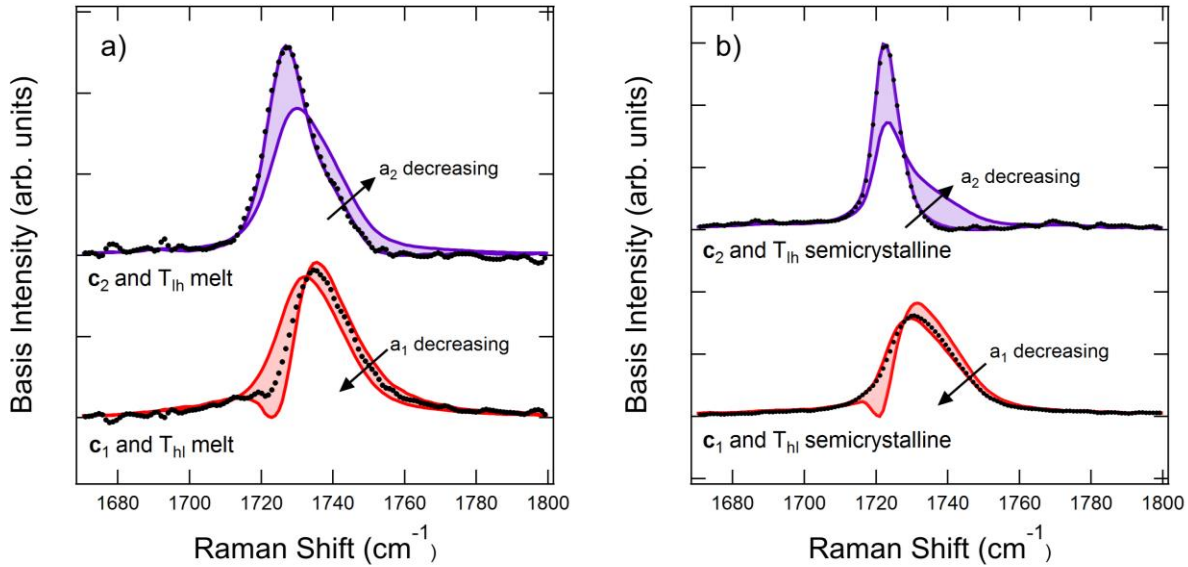 a)
Basis Intensity (arb. units)
a2 decreasing
c2 and Tlh melt
a1 decreasing
c1 and Thl melt
1680 1700 1720 1740 1760 1780 1800
Raman Shift (cm-1)
b)
Basis Intensity (arb. units)
a2 decreasing
c2 and Tlh semicrystalline
a1 decreasing
c1 and Thl semicrystalline
1680 1700 1720 1740 1760 1780 1800
Raman Shift (cm-1)